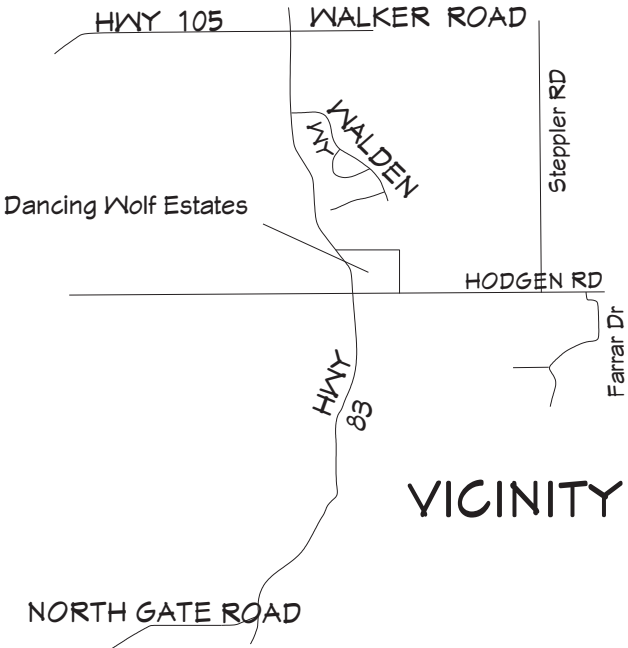 HWY 105
WALKER ROAD
Steppler RD
WALDEN
WY
Dancing Wolf Estates
HODGEN RD
Farrar Dr
HWY
83
VICINITY
NORTH GATE ROAD